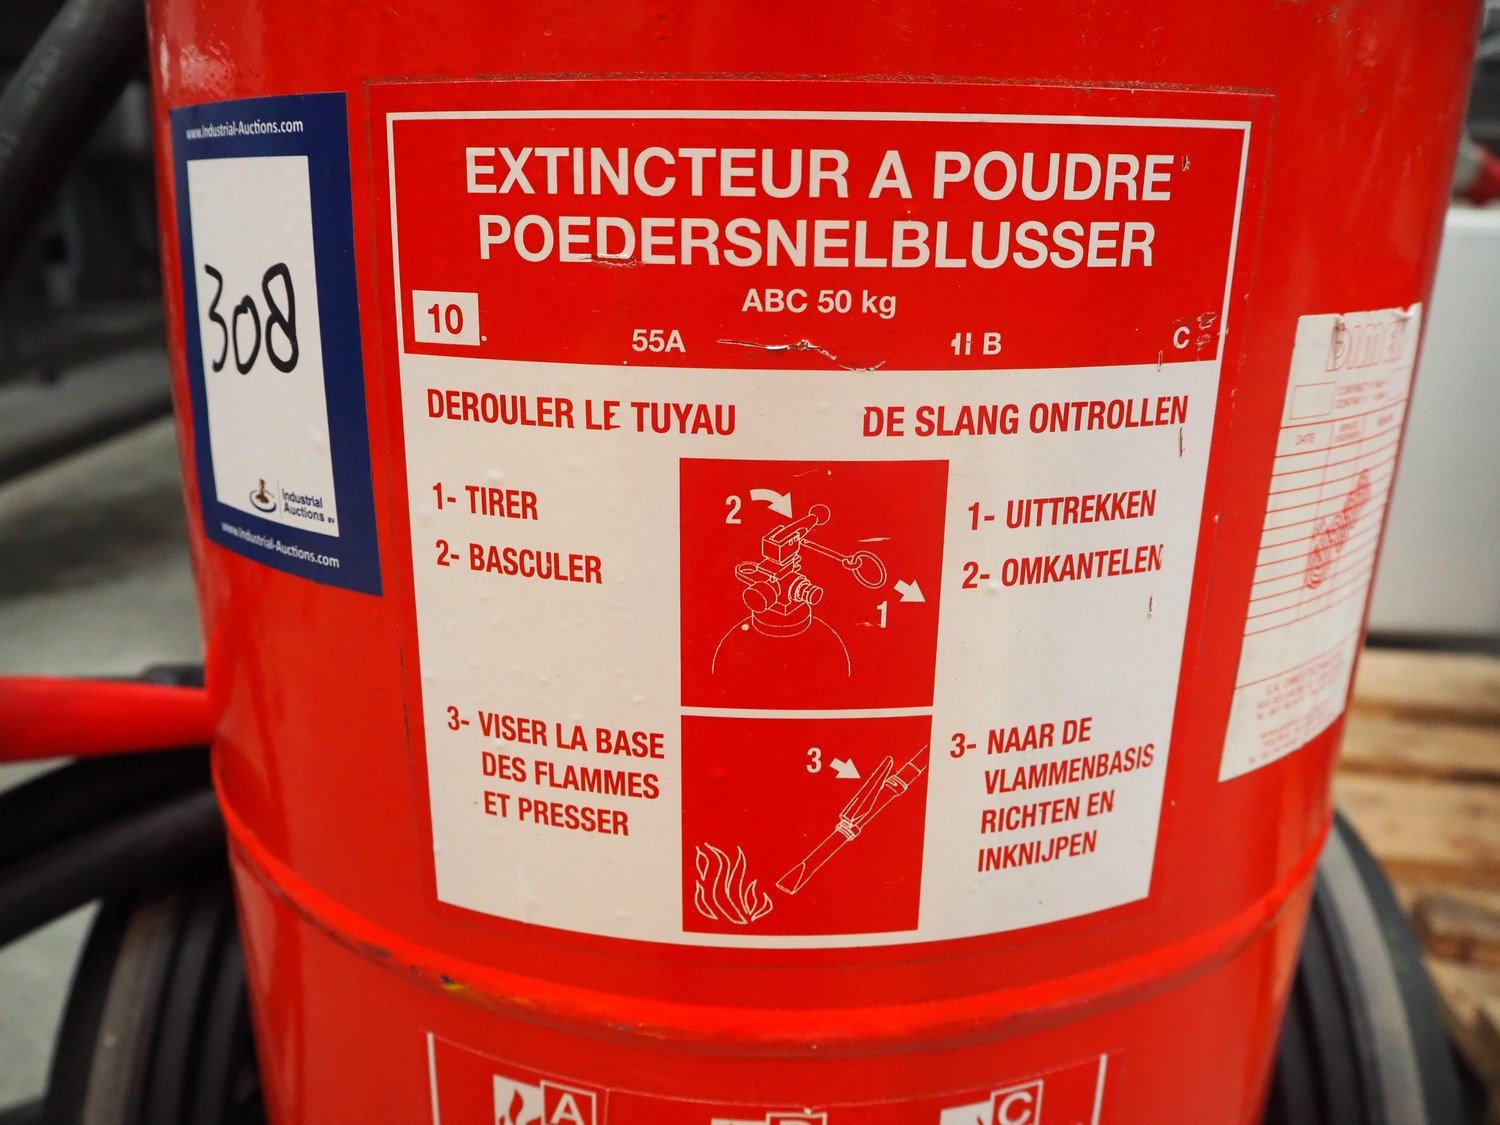 www.Industrial-Auctions.com
308
Industrial
Auctions BV
www.Industrial-Auctions.com
EXTINCTEUR A POUDRE
POEDERSNELBLUSSER
ABC 50 kg
10
55A
B
C
DEROULER LE TUYAU
DE SLANG ONTROLLEN
1- TIRER
2- BASCULER
3- VISER LA BASE
DES FLAMMES
ET PRESSER
2
1
3
1- UITTREKKEN
2- OMKANTELEN
3- NAAR DE
VLAMMENBASIS
RICHTEN EN
INKNIJPEN
DATE
A
C